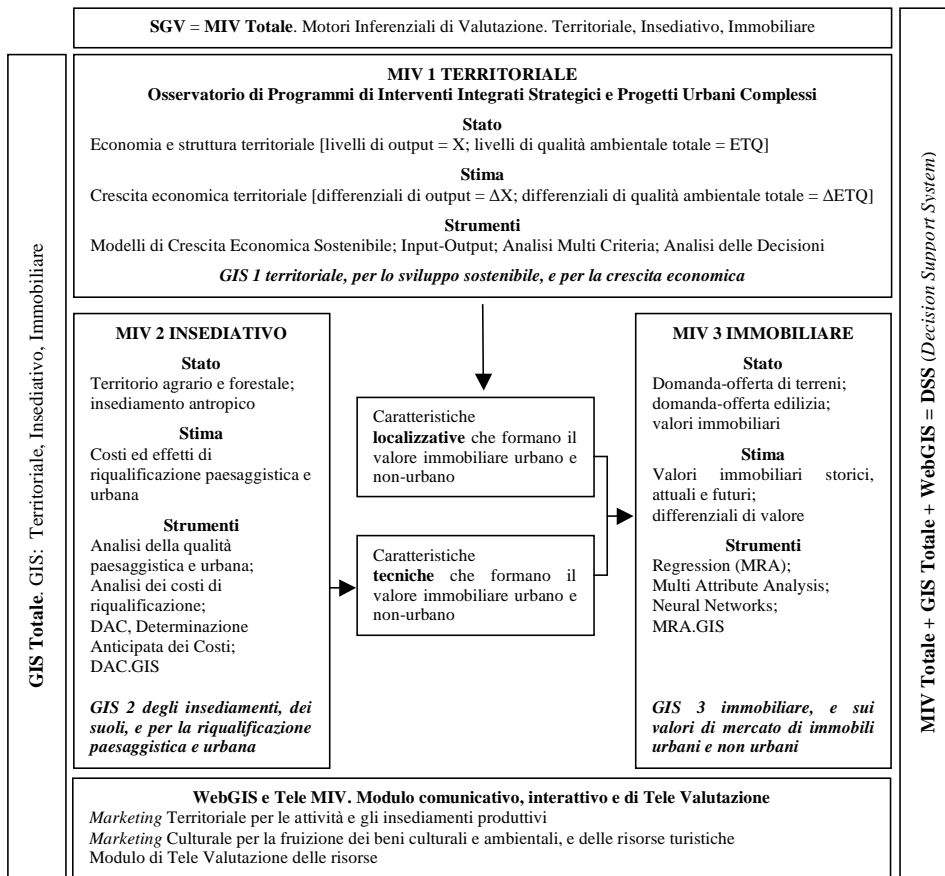 SGV = MIV Totale. Motori Inferenziali di Valutazione. Territoriale, Insediativo, Immobiliare
GIS Totale. GIS: Territoriale, Insediativo, Immobiliare
MIV 1 TERRITORIALE
Osservatorio di Programmi di Interventi Integrati Strategici e Progetti Urbani Complessi
Stato
Economia e struttura territoriale [livelli di output = X; livelli di qualità ambientale totale = ETQ]
Stima
Crescita economica territoriale [differenziali di output = ΔX; differenziali di qualità ambientale totale = ΔETQ]
Strumenti
Modelli di Crescita Economica Sostenibile; Input-Output; Analisi Multi Criteria; Analisi delle Decisioni
GIS 1 territoriale, per lo sviluppo sostenibile, e per la crescita economica
MIV 2 INSEDIATIVO
Stato
Territorio agrario e forestale;
insediamento antropico
Stima
Costi ed effetti di
riqualificazione paesaggistica e
urbana
Strumenti
Analisi della qualità
paesaggistica e urbana;
Analisi dei costi di
riqualificazione;
DAC, Determinazione
Anticipata dei Costi;
DAC.GIS
GIS 2 degli insediamenti, dei
suoli, e per la riqualificazione
paesaggistica e urbana
Caratteristiche
localizzative che formano il
valore immobiliare urbano e
non-urbano
Caratteristiche
tecniche che formano il
valore immobiliare urbano e
non-urbano
MIV 3 IMMOBILIARE
Stato
Domanda-offerta di terreni;
domanda-offerta edilizia;
valori immobiliari
Stima
Valori immobiliari storici,
attuali e futuri;
differenziali di valore
Strumenti
Regression (MRA);
Multi Attribute Analysis;
Neural Networks;
MRA.GIS
GIS 3 immobiliare, e sui
valori di mercato di immobili
urbani e non urbani
WebGIS e Tele MIV. Modulo comunicativo, interattivo e di Tele Valutazione
Marketing Territoriale per le attività e gli insediamenti produttivi
Marketing Culturale per la fruizione dei beni culturali e ambientali, e delle risorse turistiche
Modulo di Tele Valutazione delle risorse
MIV Totale + GIS Totale + WebGIS = DSS (Decision Support System)